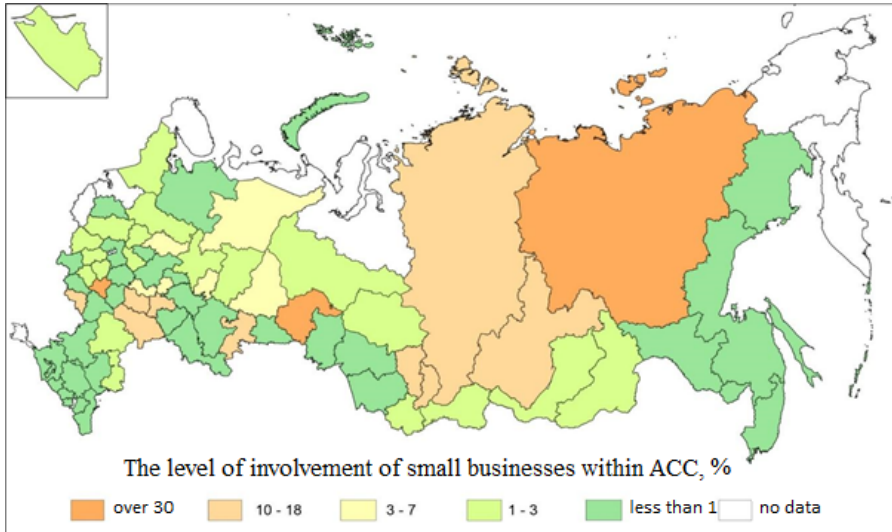 The level of involvement of small businesses within ACC, %
over 30 10 - 18 3 - 7 1 - 3 less than 1 no data